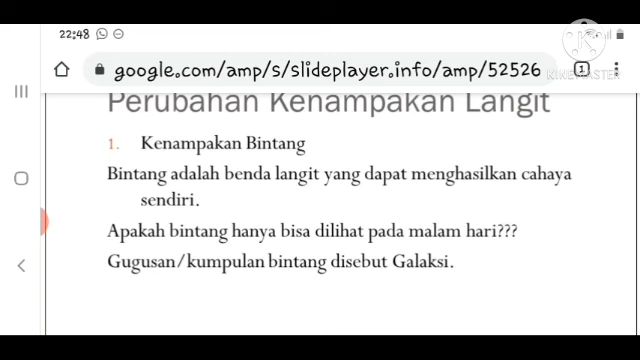 22:48
google.com/amp/s/slideplayer.info/amp/52526
1
KINEMASTER
Perubahan Kenampakan Langit
1. Kenampakan Bintang
Bintang adalah benda langit yang dapat menghasilkan cahaya
sendiri.
Apakah bintang hanya bisa dilihat pada malam hari???
Gugusan/kumpulan bintang disebut Galaksi.